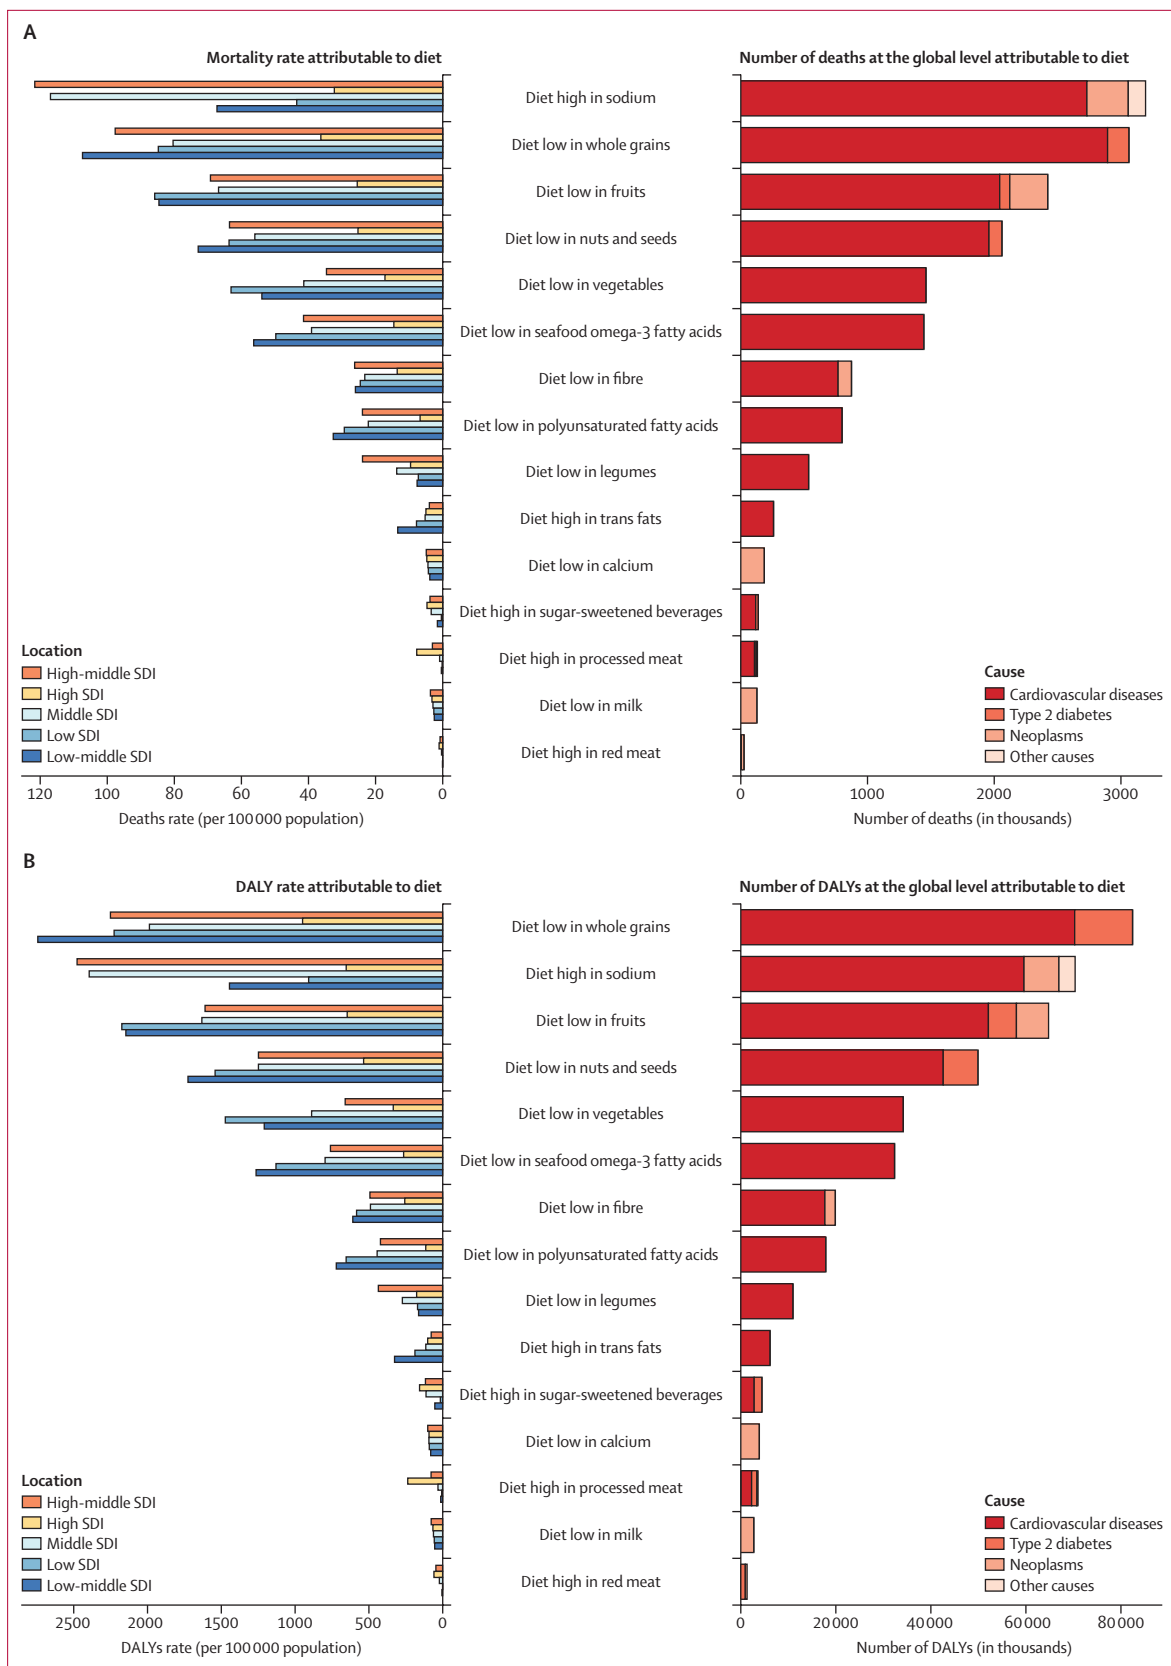 A
Mortality rate attributable to diet
Number of deaths at the global level attributable to diet
Diet high in sodium
Diet low in whole grains
Diet low in fruits
Diet low in nuts and seeds
Diet low in vegetables
Diet low in seafood omega-3 fatty acids
Diet low in fibre
Diet low in polyunsaturated fatty acids
Diet low in legumes
Diet high in trans fats
Diet low in calcium
Diet high in sugar-sweetened beverages
Diet high in processed meat
Diet low in milk
Diet high in red meat
Location
High-middle SDI
High SDI
Middle SDI
Low SDI
Low-middle SDI
Cause
Cardiovascular diseases
Type 2 diabetes
Neoplasms
Other causes
120 100 80 60 40 20 0
Deaths rate (per 100 000 population)
0 1000 2000 3000
Number of deaths (in thousands)
B
DALY rate attributable to diet
Number of DALYs at the global level attributable to diet
Diet low in whole grains
Diet high in sodium
Diet low in fruits
Diet low in nuts and seeds
Diet low in vegetables
Diet low in seafood omega-3 fatty acids
Diet low in fibre
Diet low in polyunsaturated fatty acids
Diet low in legumes
Diet high in trans fats
Diet high in sugar-sweetened beverages
Diet low in calcium
Diet high in processed meat
Diet low in milk
Diet high in red meat
Location
High-middle SDI
High SDI
Middle SDI
Low SDI
Low-middle SDI
Cause
Cardiovascular diseases
Type 2 diabetes
Neoplasms
Other causes
2500 2000 1500 1000 500 0
DALYs rate (per 100 000 population)
0 20 000 40 000 60 000 80 000
Number of DALYs (in thousands)